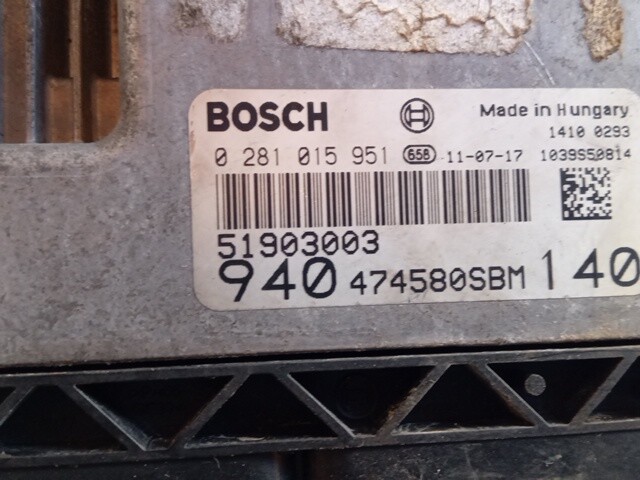 BOSCH
Made in Hungary
1410 0293
0 281 015 951 658 11-07-17 1039S50814
51903003
940 474580SBM 140